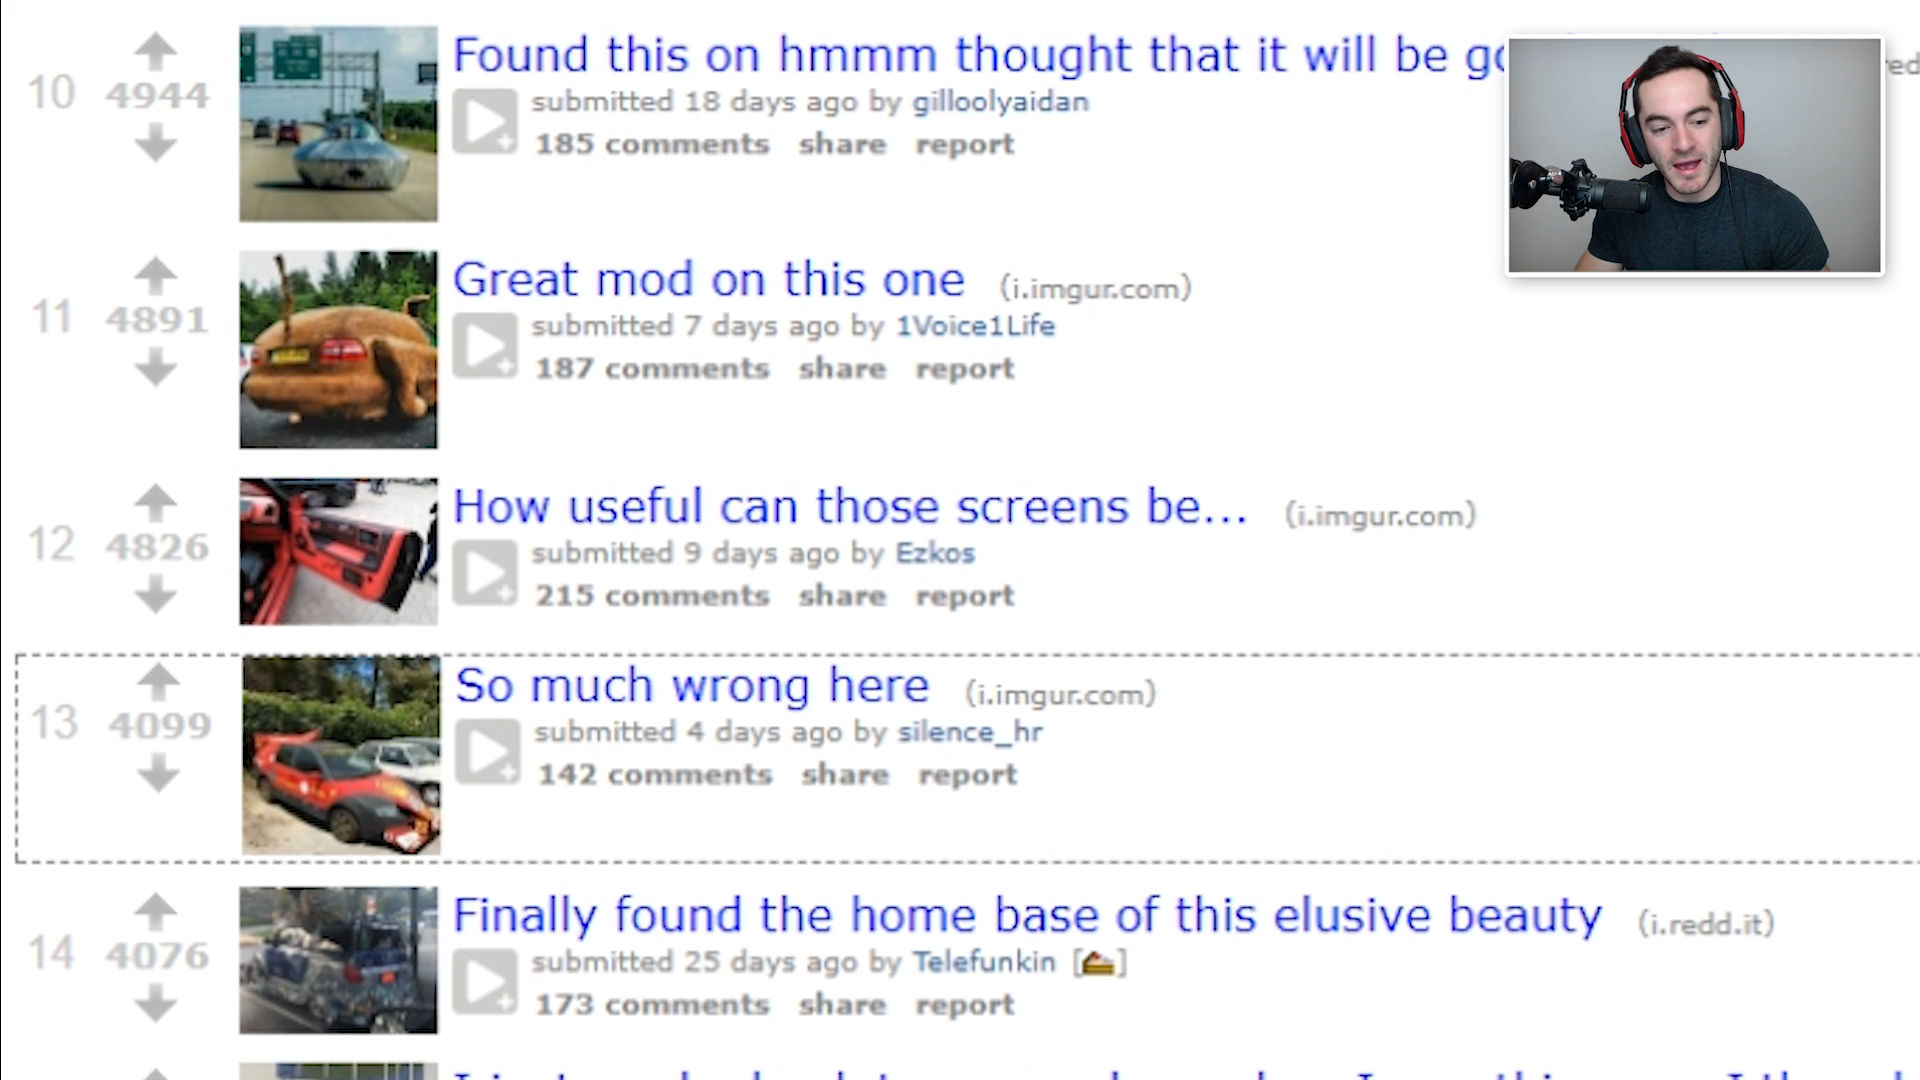 10
4944
Found this on hmmm thought that it will be
submitted 18 days ago by gilloolyaidan
185 comments share report
11
4891
Great mod on this one (i.imgur.com)
submitted 7 days ago by 1Voice1Life
187 comments share report
12
4826
How useful can those screens be... (i.imgur.com)
submitted 9 days ago by Ezkos
215 comments share report
13
4099
So much wrong here (i.imgur.com)
submitted 4 days ago by silence_hr
142 comments share report
14
4076
Finally found the home base of this elusive beauty (i.redd.it)
submitted 25 days ago by Telefunkin []
173 comments share report